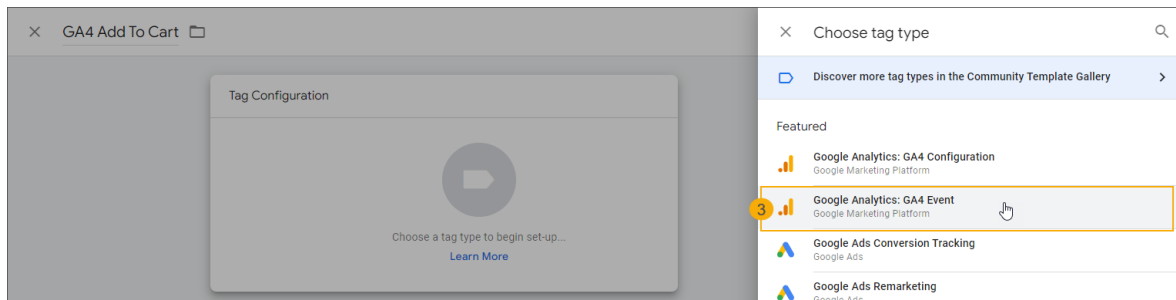 GA4 Add To Cart
Tag Configuration
Choose a tag type to begin set-up...
Learn More
Choose tag type
Discover more tag types in the Community Template Gallery
Featured
Google Analytics: GA4 Configuration
Google Marketing Platform
3
Google Analytics: GA4 Event
Google Marketing Platform
Google Ads Conversion Tracking
Google Ads
Google Ads Remarketing
Google Ads